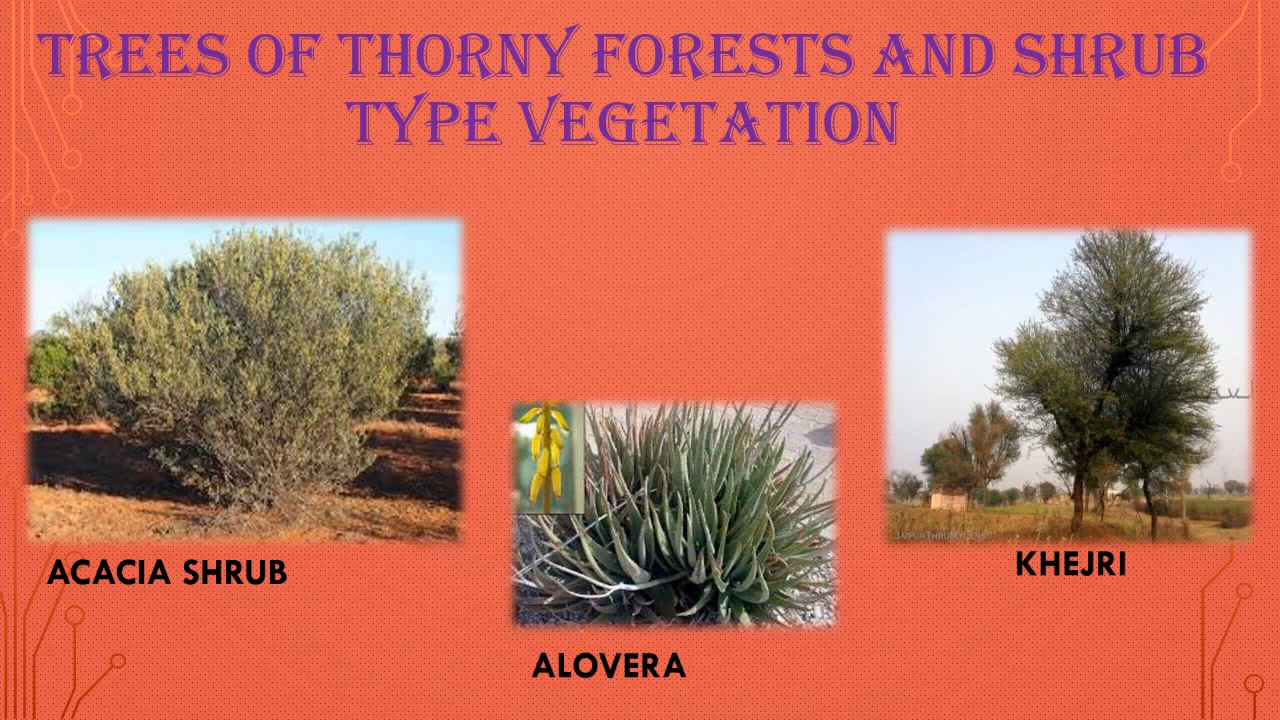 TREES OF THORNY FORESTS AND SHRUB
TYPE VEGETATION
ACACIA SHRUB
ALOVERA
KHEJRI